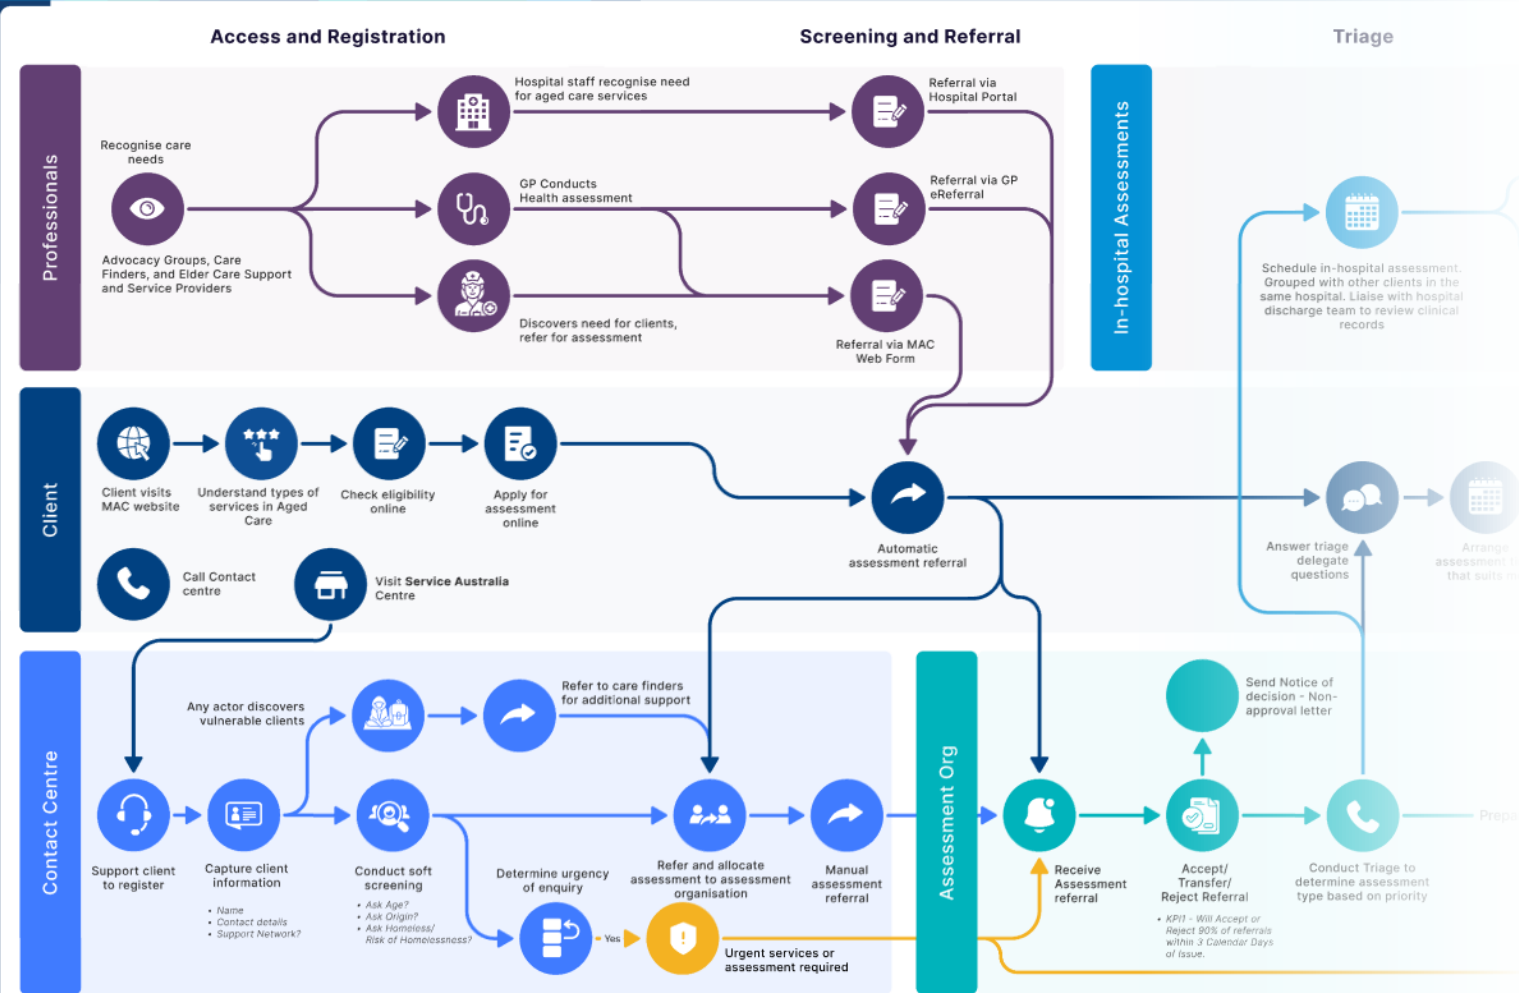 Access and Registration
Screening and Referral
Triage
Professionals
Recognise care
needs
Advocacy Groups, Care
Finders, and Elder Care Support
and Service Providers
Hospital staff recognise need
for aged care services
GP Conducts
Health assessment
Discovers need for clients,
refer for assessment
Referral via
Hospital Portal
Referral via GP
eReferral
Referral via MAC
Web Form
In-hospital Assessments
Schedule in-hospital assessment.
Grouped with other clients in the
same hospital. Liaise with hospital
discharge team to review clinical
records
Client
Client visits
MAC website
Understand types of
services in Aged
Care
Check eligibility
online
Apply for
assessment
online
Call Contact
centre
Visit Service Australia
Centre
Automatic
assessment referral
Answer triage
delegate
questions
Arrange
assessment
that suits
Contact Centre
Support client
to register
Capture client
information
• Name
• Contact details
• Support Network?
Any actor discovers
vulnerable clients
Refer to care finders
for additional support
Conduct soft
screening
• Ask Age?
• Ask Origin?
• Ask Homeless/
Risk of Homelessness?
Determine urgency
of enquiry
Yes
Urgent services or
assessment required
Refer and allocate
assessment to assessment
organisation
Manual
assessment
referral
Assessment Org
Receive
Assessment
referral
Accept/
Transfer/
Reject Referral
• KPI1 - Will Accept or
Reject 90% of referrals
within 3 Calendar Days
of Issue.
Send Notice of
decision - Non-
approval letter
Conduct Triage to
determine assessment
type based on priority
Prepa